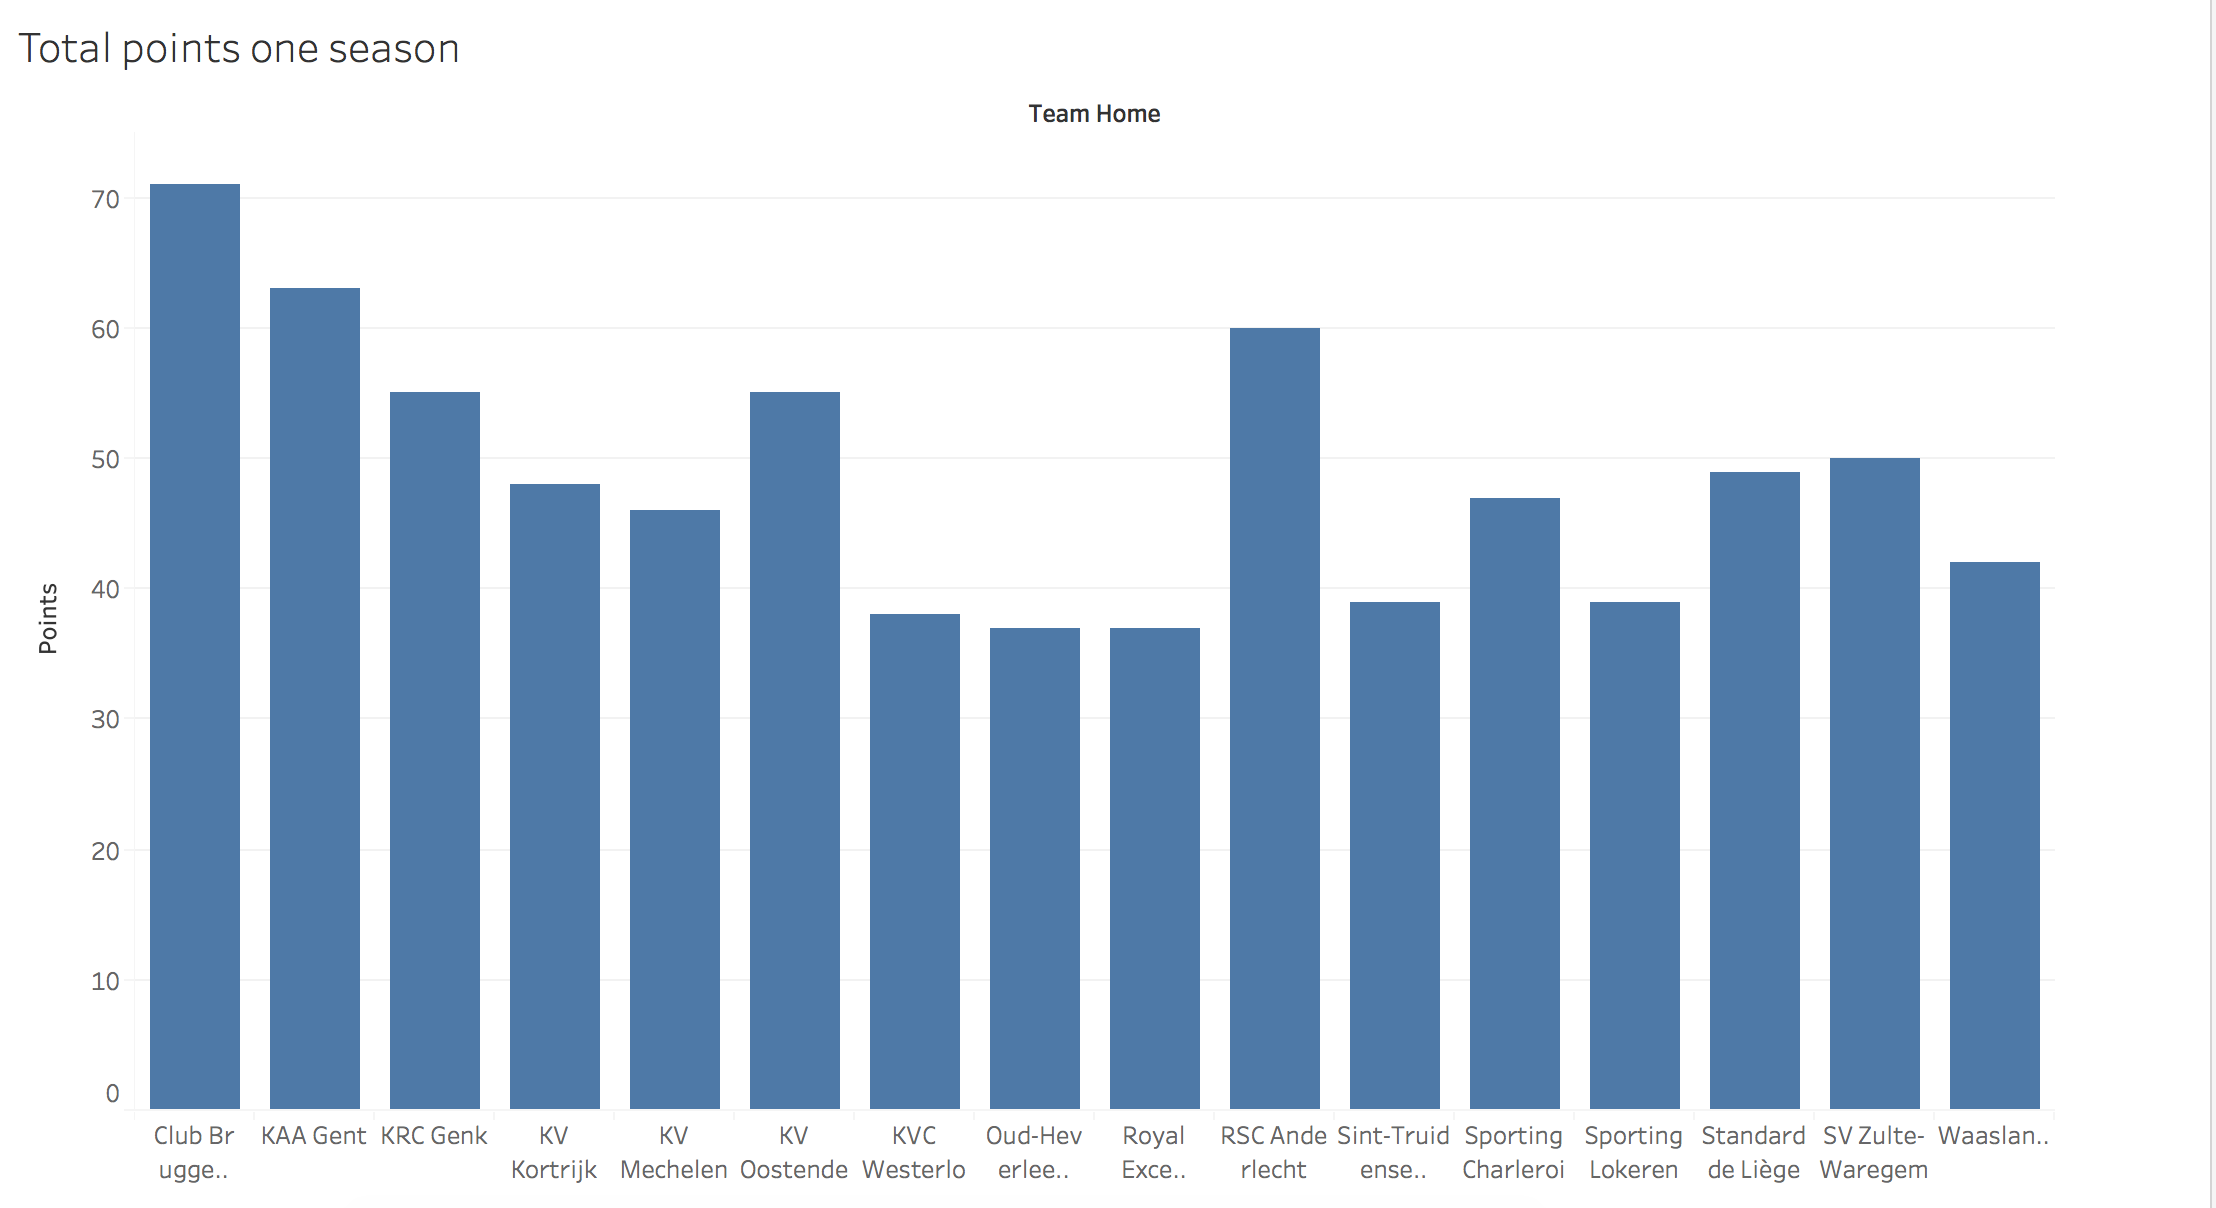 Total points one season
Team Home
70
60
50
40
30
20
10
0
Points
Club Br
ugge..
KAA Gent
KRC Genk
KV
Kortrijk
KV
Mechelen
KV
Oostende
KVC
Westerlo
Oud-Hev
erlee..
Royal
Exce..
RSC Ande
rlecht
Sint-Truid
ense..
Sporting
Charleroi
Sporting
Lokeren
Standard
de Liège
SV Zulte-
Waregem
Waaslan..